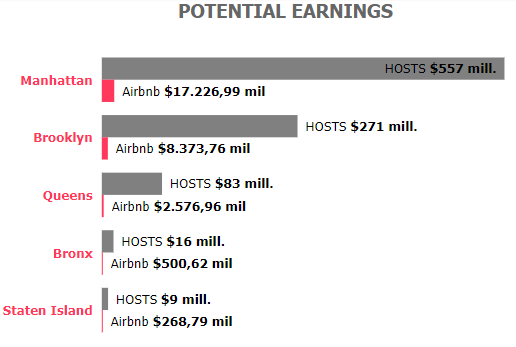 POTENTIAL EARNINGS
HOSTS $557 mill.
Manhattan
Airbnb $17.226,99 mil
HOSTS $271 mill.
Brooklyn
Airbnb $8.373,76 mil
HOSTS $83 mill.
Queens
Airbnb $2.576,96 mil
HOSTS $16 mill.
Bronx
Airbnb $500,62 mil
HOSTS $9 mill.
Staten Island
Airbnb $268,79 mil